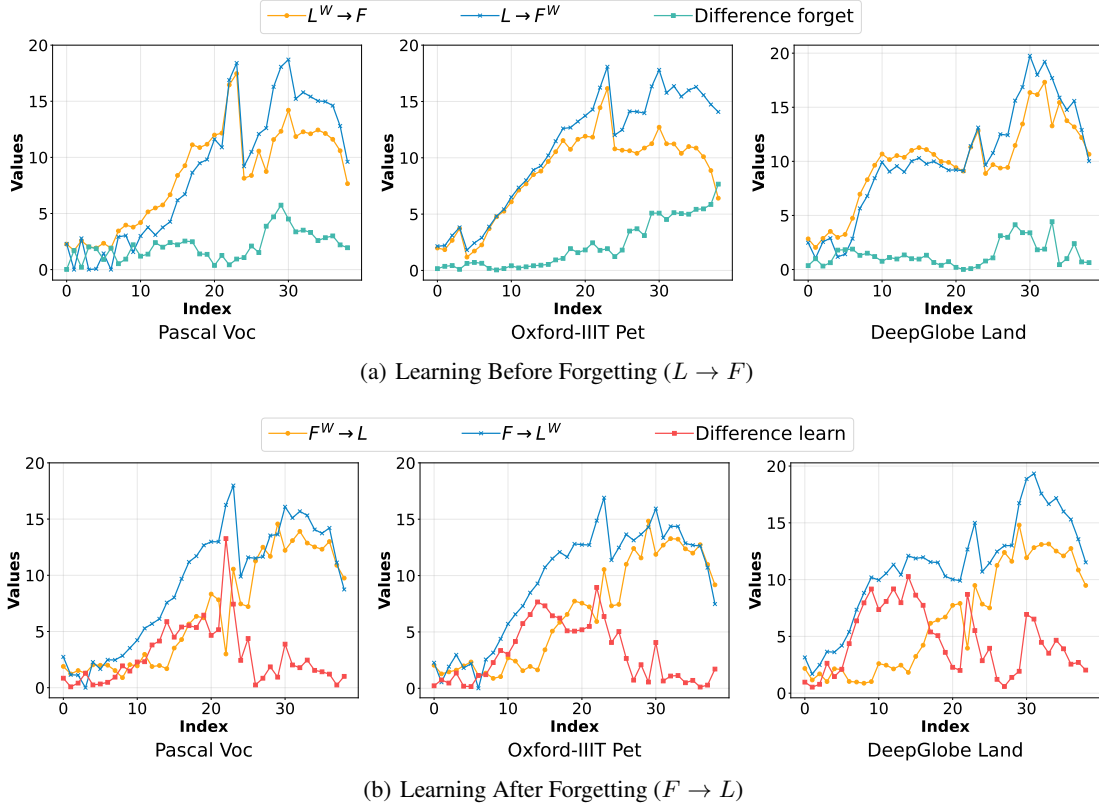 L^W → F L → F^W Difference forget
20 20 20
15 15 15
10 10 10
5 5 5
0 0 0
Values Values Values
0 10 20 30 0 10 20 30 0 10 20 30
Index Index Index
Pascal Voc Oxford-IIIT Pet DeepGlobe Land
(a) Learning Before Forgetting (L → F)
F^W → L F → L^W Difference learn
20 20 20
15 15 15
10 10 10
5 5 5
0 0 0
Values Values Values
0 10 20 30 0 10 20 30 0 10 20 30
Index Index Index
Pascal Voc Oxford-IIIT Pet DeepGlobe Land
(b) Learning After Forgetting (F → L)